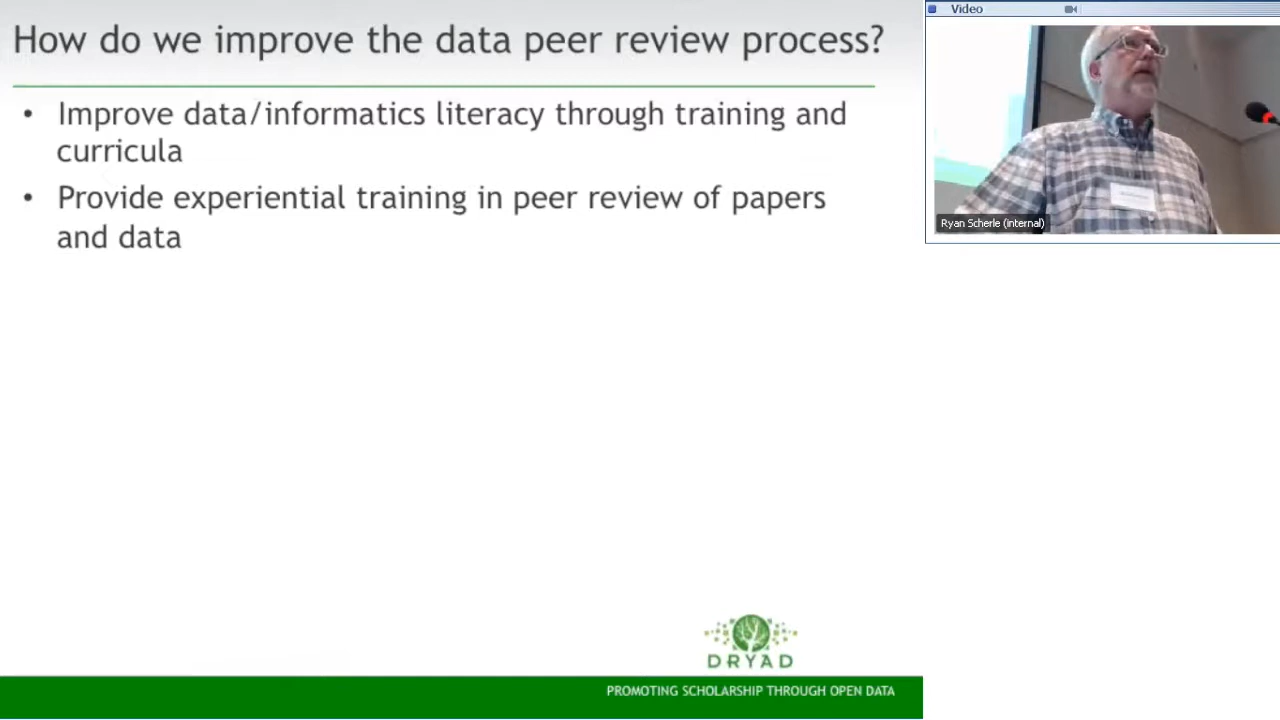 How do we improve the data peer review process?
• Improve data/informatics literacy through training and
curricula
• Provide experiential training in peer review of papers
and data
DRYAD
PROMOTING SCHOLARSHIP THROUGH OPEN DATA
Video
Ryan Scherle (internal)